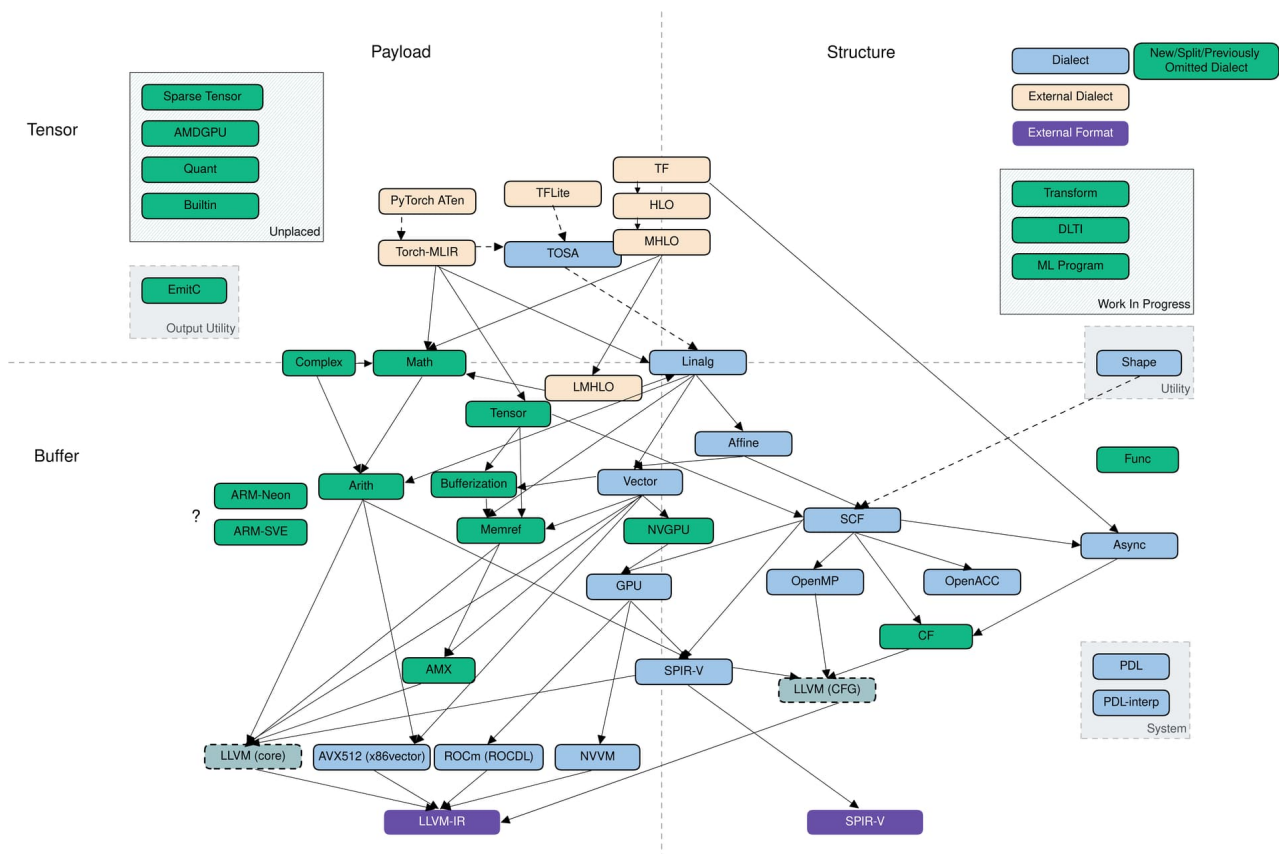 Payload
Structure
Dialect
New/Split/Previously
Omitted Dialect
External Dialect
External Format
Tensor
Sparse Tensor
AMDGPU
Quant
Builtin
Unplaced
EmitC
Output Utility
PyTorch ATen
TFLite
TF
HLO
Torch-MLIR
TOSA
MHLO
Transform
DLTI
ML Program
Work In Progress
Complex
Math
Linalg
Shape
Utility
LMHLO
Tensor
Affine
Buffer
Func
ARM-Neon
Arith
Bufferization
Vector
?
ARM-SVE
Memref
NVGPU
SCF
Async
GPU
OpenMP
OpenACC
CF
AMX
SPIR-V
LLVM (CFG)
PDL
PDL-interp
System
LLVM (core)
AVX512 (x86vector)
ROCm (ROCDL)
NVVM
LLVM-IR
SPIR-V